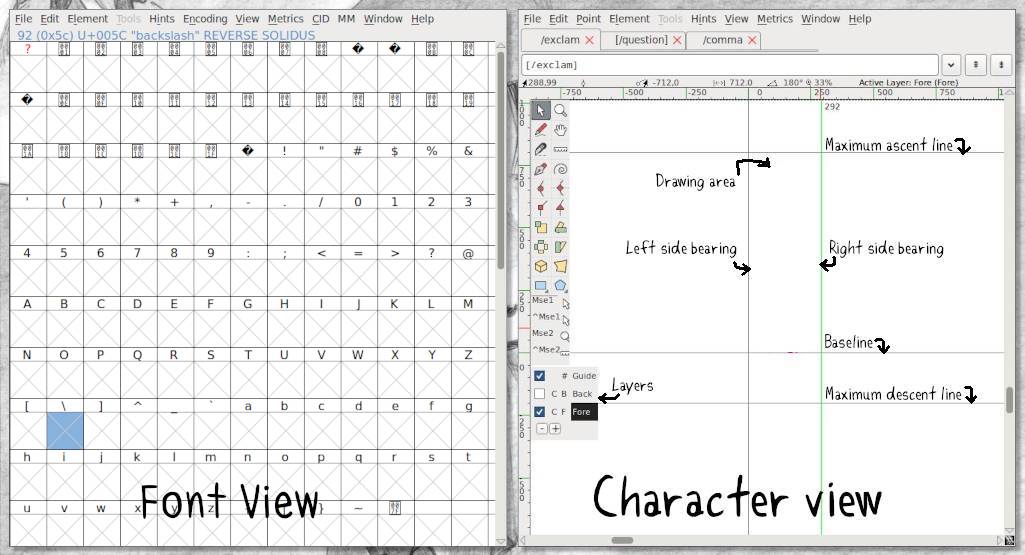 File Edit Element Tools Hints Encoding View Metrics CID MM Window Help
92 (0x5c) U+005C "backslash" REVERSE SOLIDUS
! " # $ % &
' ( ) * + , - . / 0 1 2 3
4 5 6 7 8 9 : ; < = > ? @
A B C D E F G H I J K L M
N O P Q R S T U V W X Y Z
[ \ ] ^ _ ` a b c d e f g
h i j k l m n o p q r s t
u v w x y z } ~
Font View
File Edit Point Element Tools Hints View Metrics Window Help
/exclam [/question] /comma
[/exclam]
288,99 -712,0 712.0 180° @ 33% Active Layer: Fore (Fore)
-750 -500 -250 0 250 500 750
292
Maximum ascent line
Drawing area
Left side bearing
Right side bearing
Mse1
^Mse1
Mse2
^Mse2
Baseline
# Guide
Layers
C B Back
Maximum descent line
C F Fore
Character view